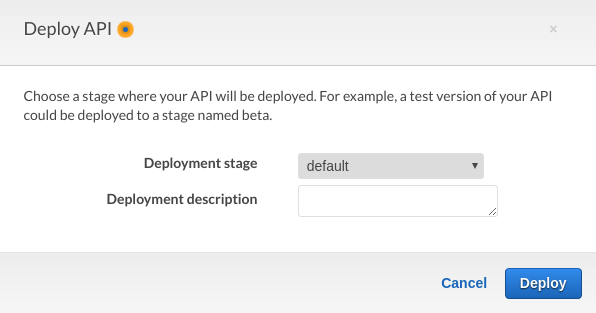 Deploy API
Choose a stage where your API will be deployed. For example, a test version of your API
could be deployed to a stage named beta.
Deployment stage
default
Deployment description
Cancel
Deploy